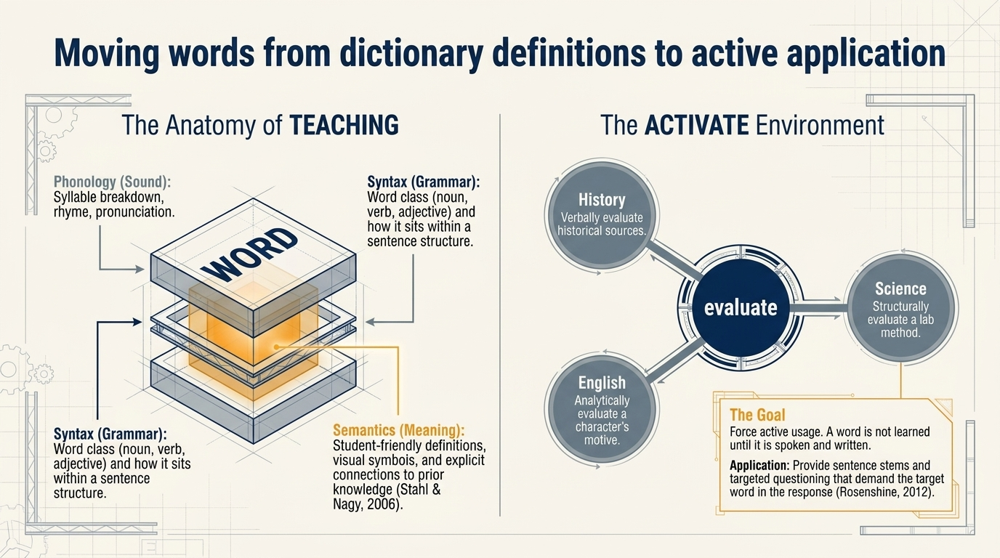 Moving words from dictionary definitions to active application
The Anatomy of TEACHING
Phonology (Sound):
Syllable breakdown,
rhyme, pronunciation.
Syntax (Grammar):
Word class (noun,
verb, adjective) and
how it sits within a
sentence structure.
WORD
Syntax (Grammar):
Word class (noun, verb,
adjective) and how it sits
within a sentence
structure.
Semantics (Meaning):
Student-friendly definitions,
visual symbois, and explicit
connections to prior
knowledge (Stahl &
Nagy, 2006).
The ACTIVATE Environment
History
Verbally evaluate
historical sources.
evaluate
Science
Structurally
evaluate a lab
method.
English
Analytically
evaluate a
character's
motive.
The Goal
Force active usage. A word is not learned
until it is spoken and written.
Application: Provide sentence stems and
targeted questioning that demand the target
word in the response (Rosenshine, 2012).